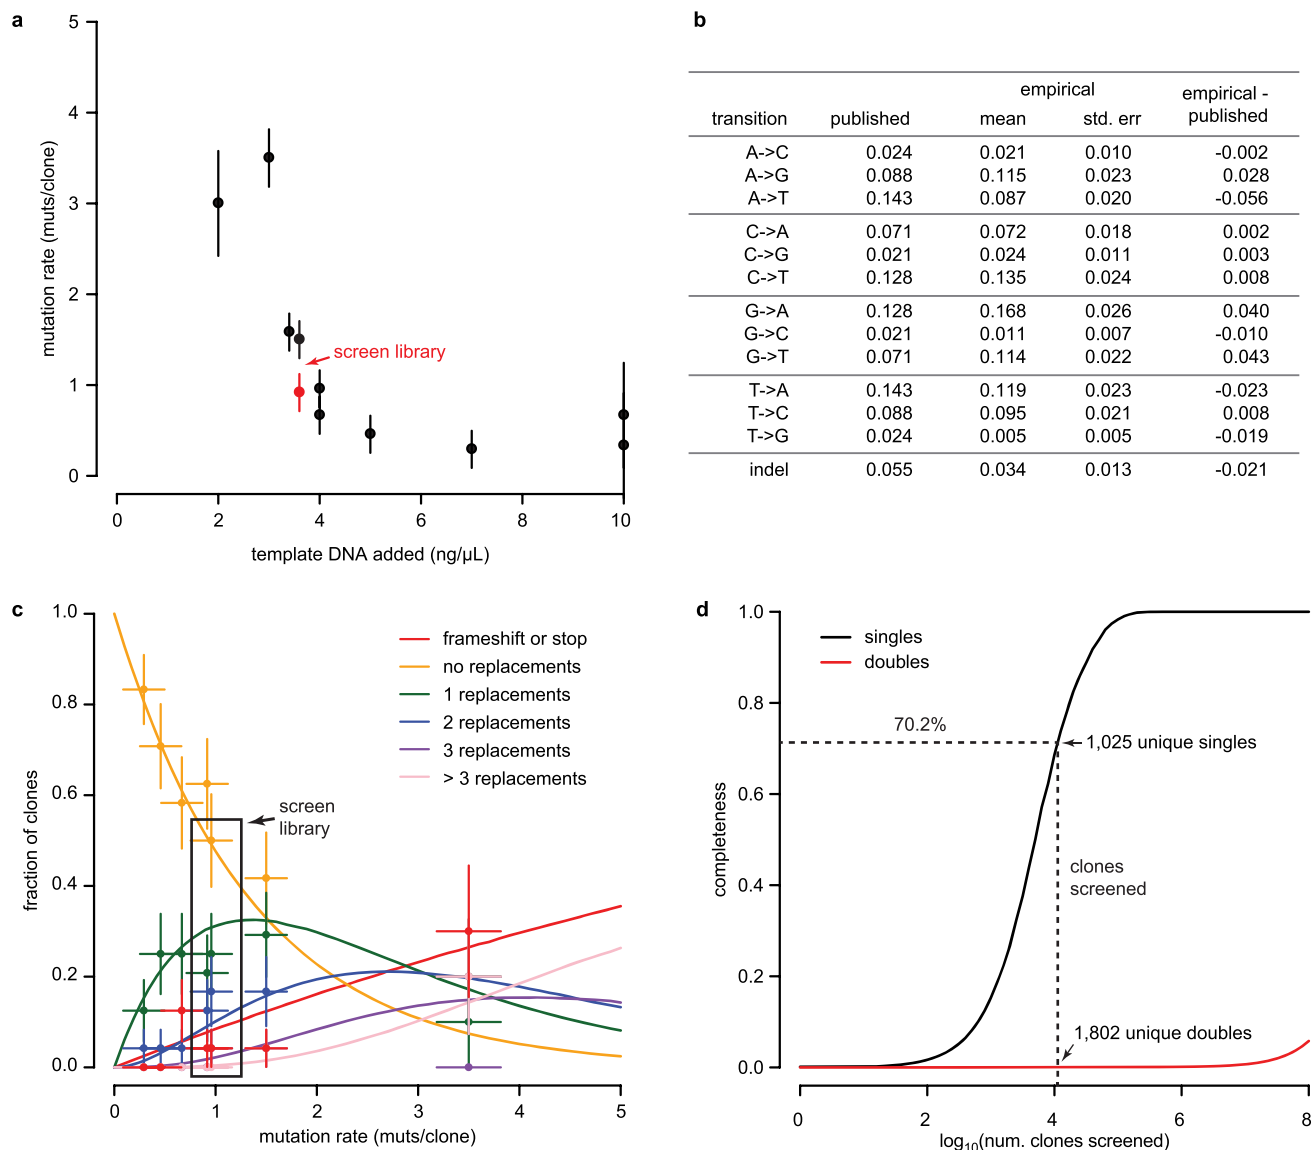 a
5
4
3
2
1
0
mutation rate (muts/clone)
screen library
0 2 4 6 8 10
template DNA added (ng/µL)
b
empirical empirical -
transition published mean std. err published
A->C 0.024 0.021 0.010 -0.002
A->G 0.088 0.115 0.023 0.028
A->T 0.143 0.087 0.020 -0.056
C->A 0.071 0.072 0.018 0.002
C->G 0.021 0.024 0.011 0.003
C->T 0.128 0.135 0.024 0.008
G->A 0.128 0.168 0.026 0.040
G->C 0.021 0.011 0.007 -0.010
G->T 0.071 0.114 0.022 0.043
T->A 0.143 0.119 0.023 -0.023
T->C 0.088 0.095 0.021 0.008
T->G 0.024 0.005 0.005 -0.019
indel 0.055 0.034 0.013 -0.021
c
1.0
0.8
0.6
0.4
0.2
0.0
fraction of clones
frameshift or stop
no replacements
1 replacements
2 replacements
3 replacements
> 3 replacements
screen
library
0 1 2 3 4 5
mutation rate (muts/clone)
d
1.0
0.8
0.6
0.4
0.2
0.0
completeness
singles
doubles
70.2%
1,025 unique singles
clones
screened
1,802 unique doubles
0 2 4 6 8
log10(num. clones screened)